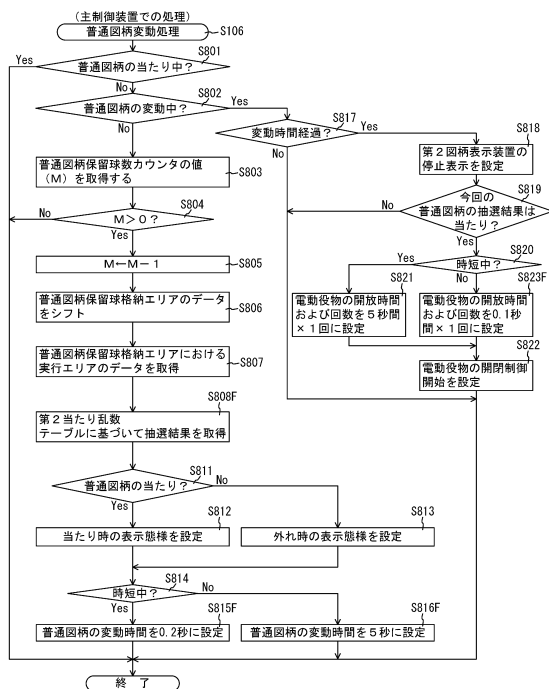 (主制御装置での処理)
普通図柄変動処理
S106
S801
普通図柄の当たり中?
Yes
No
S802
普通図柄の変動中?
Yes
No
普通図柄保留球数カウンタの値
(M)を取得する
S803
S804
M>0?
No
Yes
M←M-1
S805
普通図柄保留球格納エリアのデータ
をシフト
S806
普通図柄保留球格納エリアにおける
実行エリアのデータを取得
S807
S808F
第2当たり乱数
テーブルに基づいて抽選結果を取得
S811
普通図柄の当たり?
No
Yes
S812
当たり時の表示態様を設定
S813
外れ時の表示態様を設定
S814
時短中?
No
Yes
S815F
普通図柄の変動時間を0.2秒に設定
S816F
普通図柄の変動時間を5秒に設定
終 了
S817
変動時間経過?
Yes
No
S818
第2図柄表示装置の
停止表示を設定
S819
今回の
普通図柄の抽選結果は
当たり?
No
Yes
S820
時短中?
Yes
No
S821
電動役物の開放時間
および回数を5秒間
×1回に設定
S823F
電動役物の開放時間
および回数を0.1秒
間×1回に設定
S822
電動役物の開閉制御
開始を設定